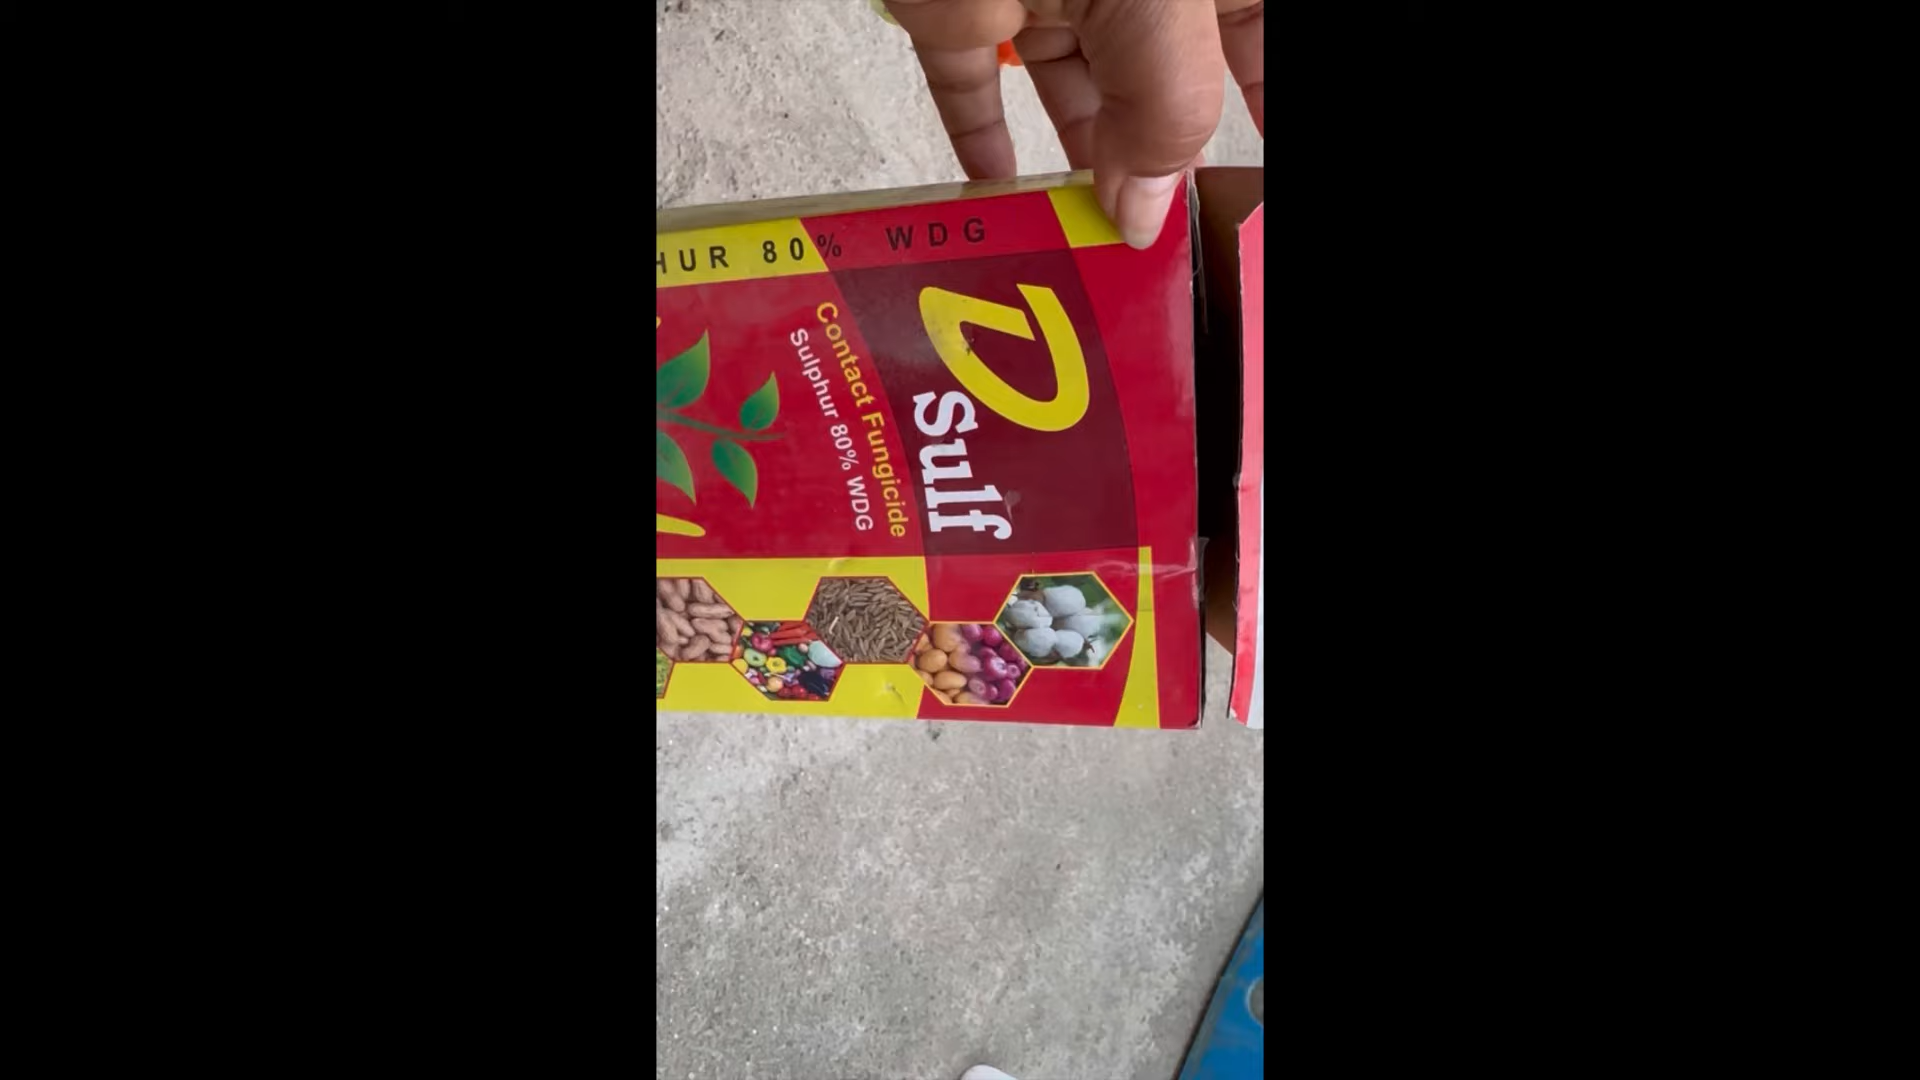 HUR 80% WDG
D
Sulf
Contact Fungicide
Sulphur 80% WDG